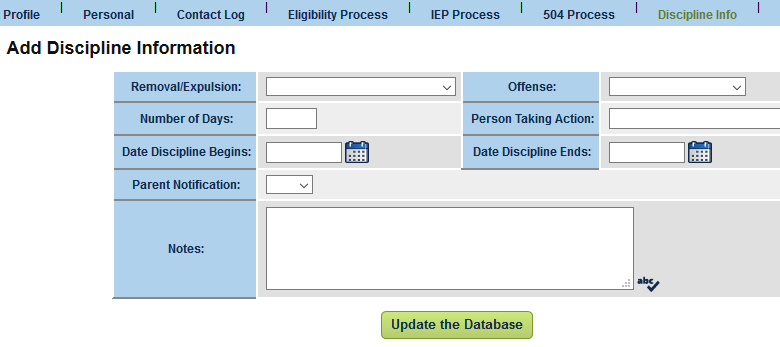 Profile Personal Contact Log Eligibility Process IEP Process 504 Process Discipline Info
Add Discipline Information
Removal/Expulsion: Offense:
Number of Days: Person Taking Action:
Date Discipline Begins: Date Discipline Ends:
Parent Notification:
Notes:
abc
Update the Database